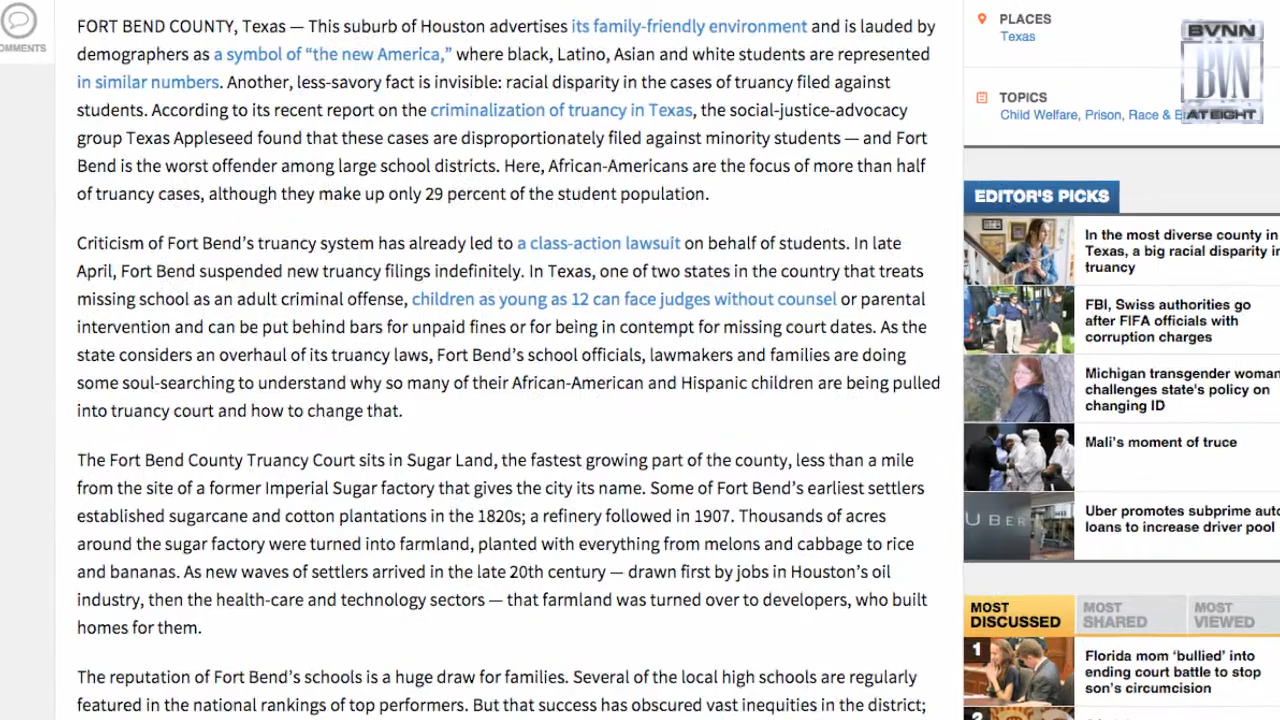 OMMENTS
FORT BEND COUNTY, Texas — This suburb of Houston advertises its family-friendly environment and is lauded by
demographers as a symbol of “the new America,” where black, Latino, Asian and white students are represented
in similar numbers. Another, less-savory fact is invisible: racial disparity in the cases of truancy filed against
students. According to its recent report on the criminalization of truancy in Texas, the social-justice-advocacy
group Texas Appleseed found that these cases are disproportionately filed against minority students — and Fort
Bend is the worst offender among large school districts. Here, African-Americans are the focus of more than half
of truancy cases, although they make up only 29 percent of the student population.
Criticism of Fort Bend’s truancy system has already led to a class-action lawsuit on behalf of students. In late
April, Fort Bend suspended new truancy filings indefinitely. In Texas, one of two states in the country that treats
missing school as an adult criminal offense, children as young as 12 can face judges without counsel or parental
intervention and can be put behind bars for unpaid fines or for being in contempt for missing court dates. As the
state considers an overhaul of its truancy laws, Fort Bend’s school officials, lawmakers and families are doing
some soul-searching to understand why so many of their African-American and Hispanic children are being pulled
into truancy court and how to change that.
The Fort Bend County Truancy Court sits in Sugar Land, the fastest growing part of the county, less than a mile
from the site of a former Imperial Sugar factory that gives the city its name. Some of Fort Bend’s earliest settlers
established sugarcane and cotton plantations in the 1820s; a refinery followed in 1907. Thousands of acres
around the sugar factory were turned into farmland, planted with everything from melons and cabbage to rice
and bananas. As new waves of settlers arrived in the late 20th century — drawn first by jobs in Houston’s oil
industry, then the health-care and technology sectors — that farmland was turned over to developers, who built
homes for them.
The reputation of Fort Bend’s schools is a huge draw for families. Several of the local high schools are regularly
featured in the national rankings of top performers. But that success has obscured vast inequities in the district;
PLACES
Texas
TOPICS
Child Welfare, Prison, Race & E
BVNN
BVN
AT EIGHT
EDITOR'S PICKS
In the most diverse county in
Texas, a big racial disparity in
truancy
FBI, Swiss authorities go
after FIFA officials with
corruption charges
Michigan transgender woman
challenges state's policy on
changing ID
Mali's moment of truce
UBER
Uber promotes subprime auto
loans to increase driver pool
MOST
DISCUSSED
MOST
SHARED
MOST
VIEWED
1
Florida mom ‘bullied’ into
ending court battle to stop
son's circumcision
2